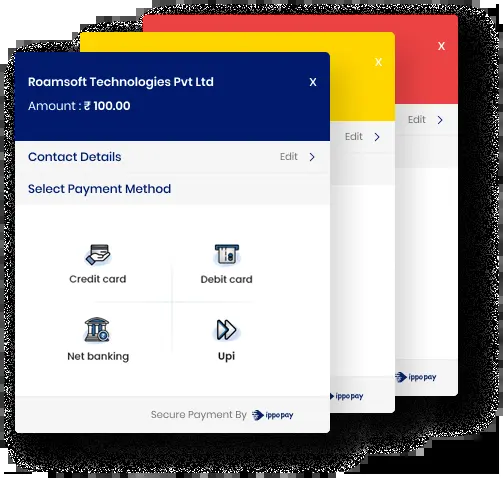 X
X
Roamsoft Technologies Pvt Ltd X
Amount : ₹ 100.00
Edit >
Edit >
Contact Details Edit >
Select Payment Method
Credit card Debit card
Net banking Upi
ippopay
ippopay
Secure Payment By ippopay